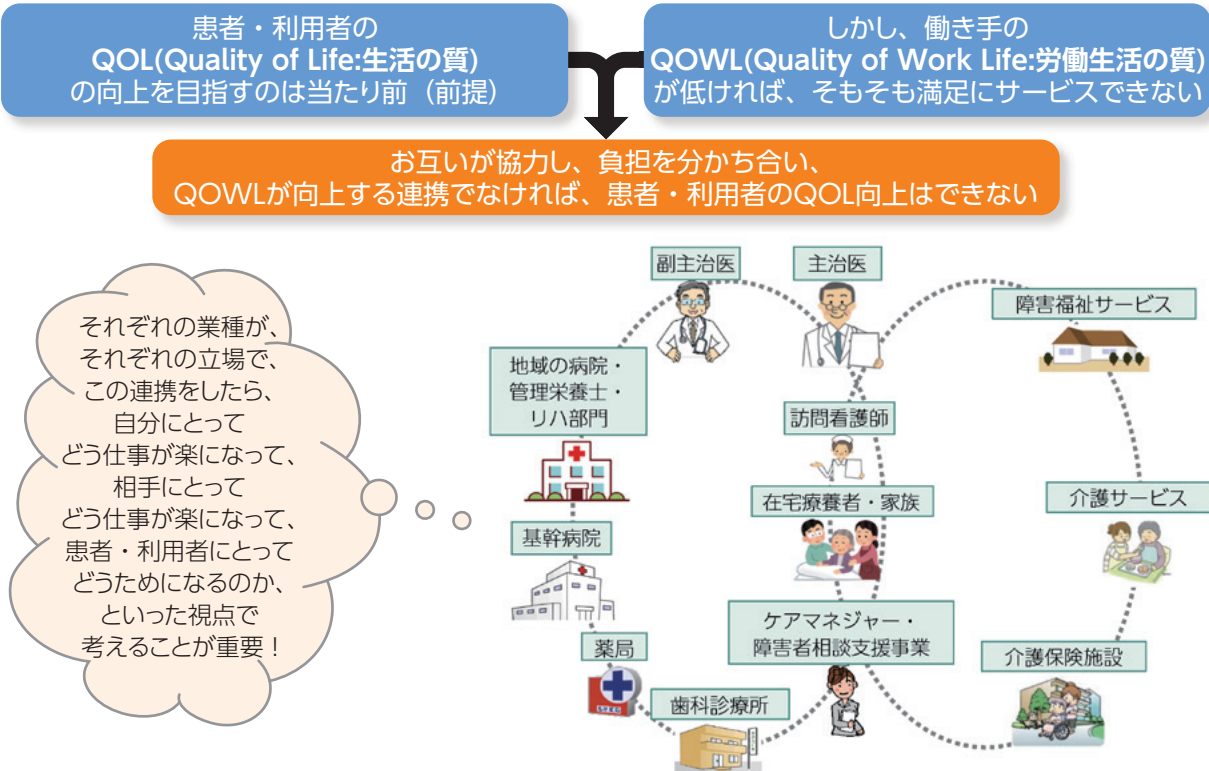 患者・利用者の
QOL(Quality of Life:生活の質)
の向上を目指すのは当たり前（前提）
しかし、働き手の
QOWL(Quality of Work Life:労働生活の質)
が低ければ、そもそも満足にサービスできない
お互いが協力し、負担を分かち合い、
QOWLが向上する連携でなければ、患者・利用者のQOL向上はできない
それぞれの業種が、
それぞれの立場で、
この連携をしたら、
自分にとって
どう仕事が楽になって、
相手にとって
どう仕事が楽になって、
患者・利用者にとって
どうためになるのか、
といった視点で
考えることが重要！
副主治医
主治医
障害福祉サービス
地域の病院・
管理栄養士・
リハ部門
訪問看護師
在宅療養者・家族
介護サービス
基幹病院
ケアマネジャー・
障害者相談支援事業
薬局
介護保険施設
歯科診療所